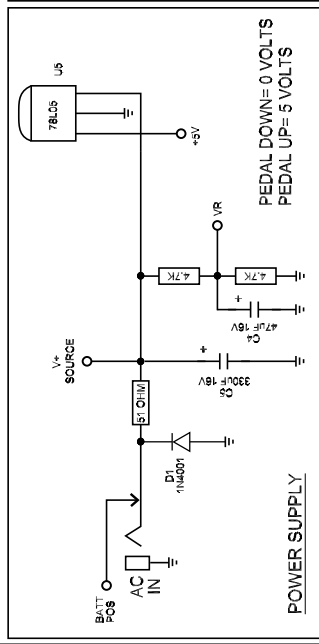 BATT
POS
AC
IN
D1
1N4001
51 OHM
V+
SOURCE
C5
330uF 16V
+
4.7K
4.7K
C4
47uF 16V
+
VR
+5V
78L05
U5
POWER SUPPLY
PEDAL DOWN= 0 VOLTS
PEDAL UP= 5 VOLTS